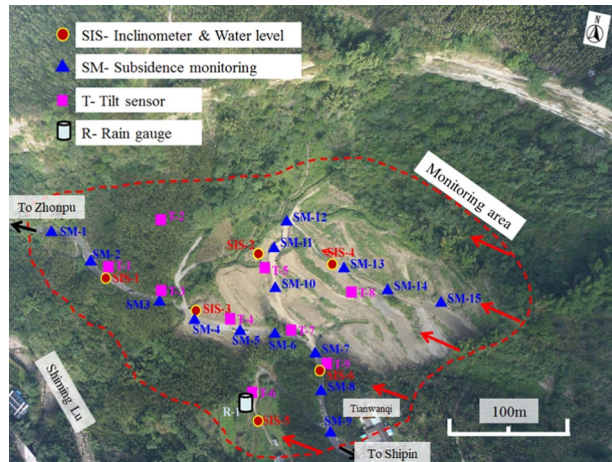 SIS- Inclinometer & Water level
SM- Subsidence monitoring
T- Tilt sensor
R- Rain gauge
N
Monitoring area
To Zhonpu
SM-1
T-2
SM-12
SM-2
SIS-2
SM-11
SIS-4
SM-13
SIS-1
T-5
SM3
SM-10
T-8
SM-14
SM-15
SIS-3
SM-4
SM-5
SM-6
T-7
SM-7
SM-8
R-1
SIS-5
SM-9
Tianwanqi
Shiming Lu
100m
To Shipin